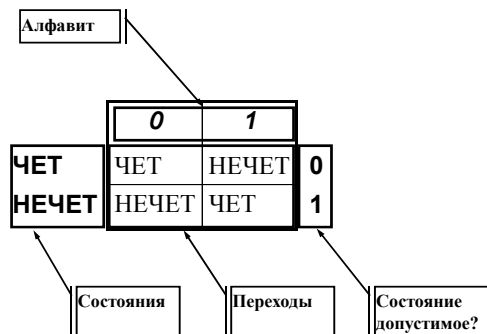 Алфавит
0 1
ЧЕТ ЧЕТ НЕЧЕТ 0
НЕЧЕТ НЕЧЕТ ЧЕТ 1
Состояния Переходы Состояние
допустимое?